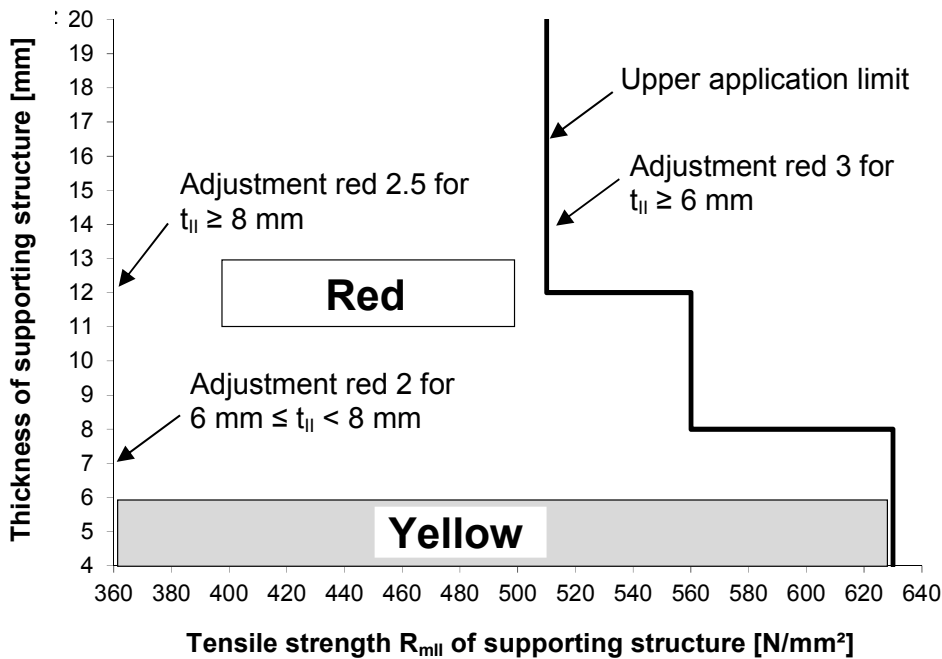 Thickness of supporting structure [mm]
20
19
18
17
16
15
14
13
12
11
10
9
8
7
6
5
4
Upper application limit
Adjustment red 2.5 for
tII ≥ 8 mm
Adjustment red 3 for
tII ≥ 6 mm
Red
Adjustment red 2 for
6 mm ≤ tII < 8 mm
Yellow
360 380 400 420 440 460 480 500 520 540 560 580 600 620 640
Tensile strength RmII of supporting structure [N/mm²]